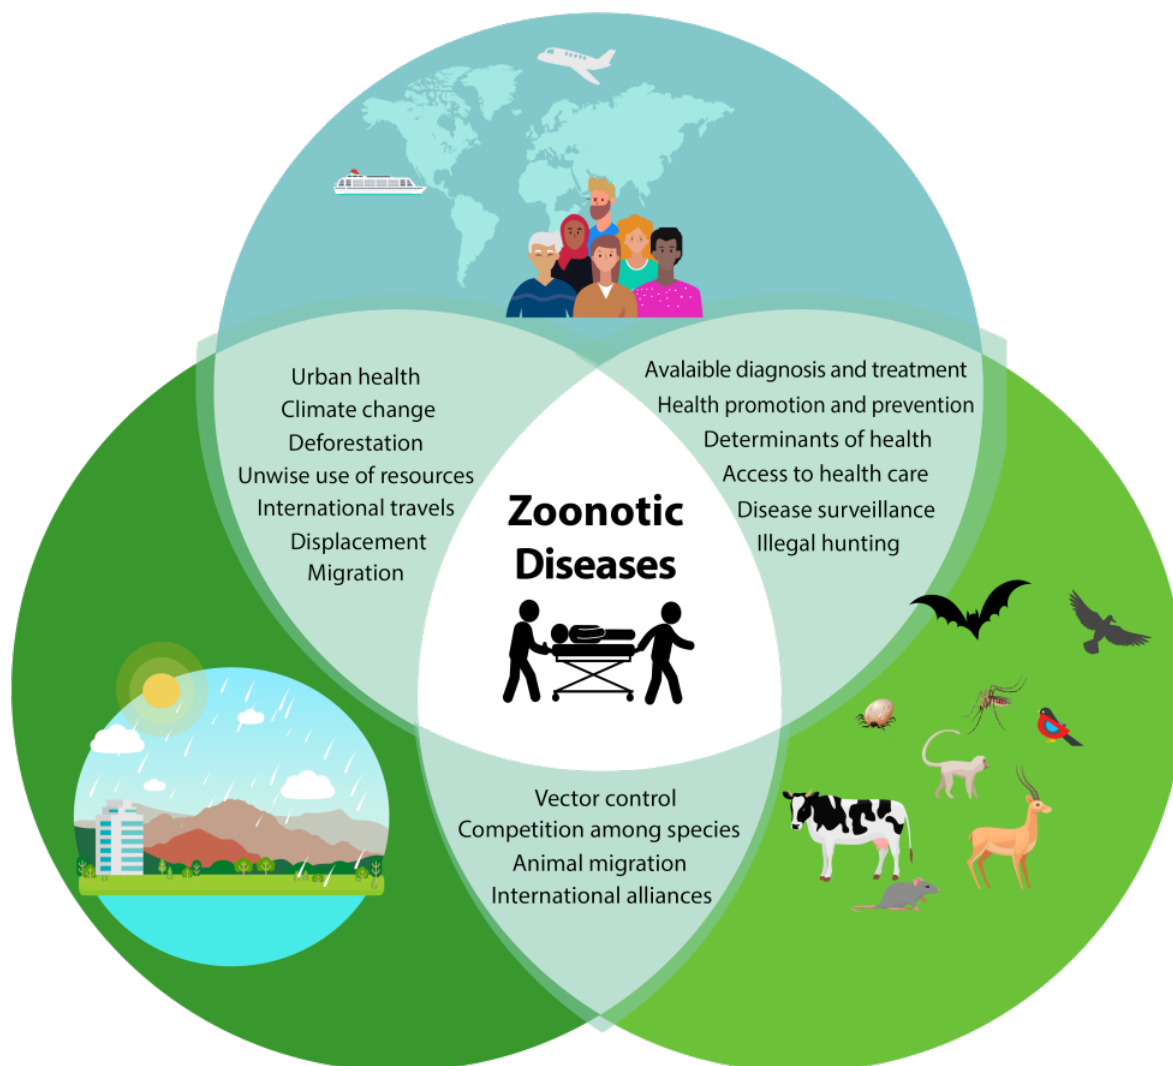 Urban health
Climate change
Deforestation
Unwise use of resources
International travels
Displacement
Migration
Avalaible diagnosis and treatment
Health promotion and prevention
Determinants of health
Access to health care
Disease surveillance
Illegal hunting
Zoonotic
Diseases
Vector control
Competition among species
Animal migration
International alliances